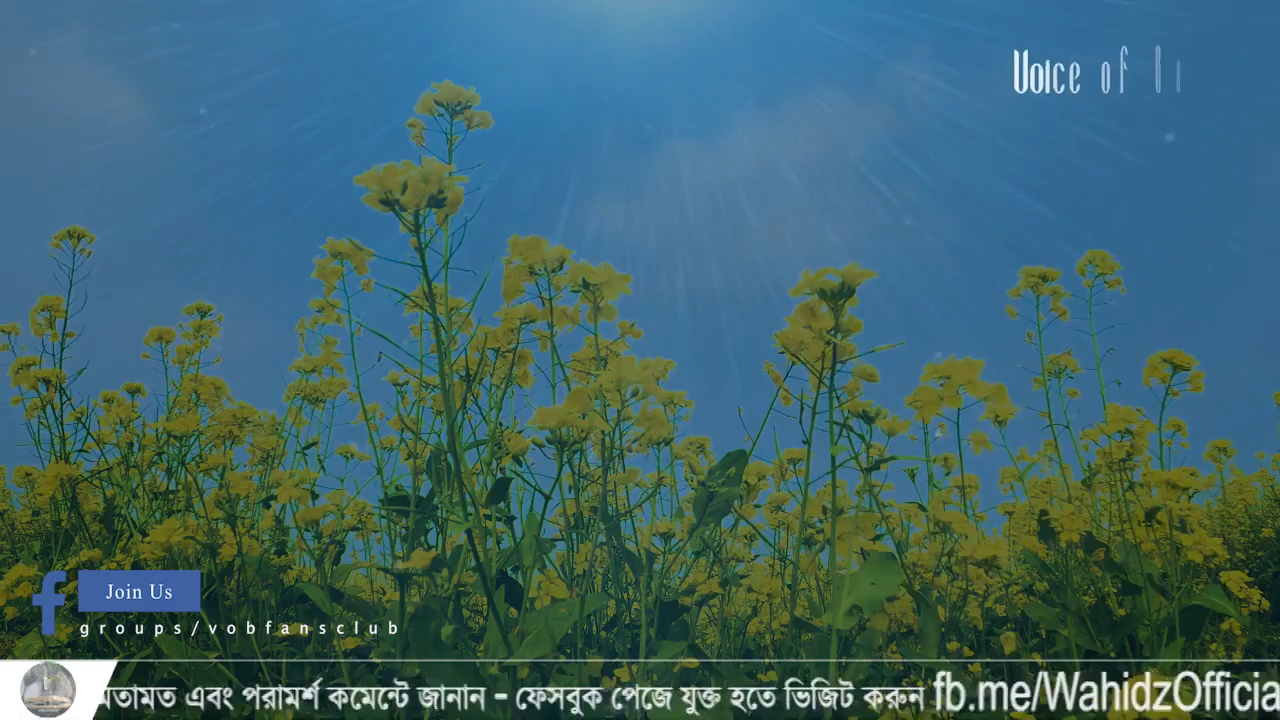 Voice of
Join Us
groups/vobfansclub
মতামত এবং পরামর্শ কমেন্টে জানান - ফেসবুক পেজে যুক্ত হতে ভিজিট করুন fb.me/WahidzOfficia